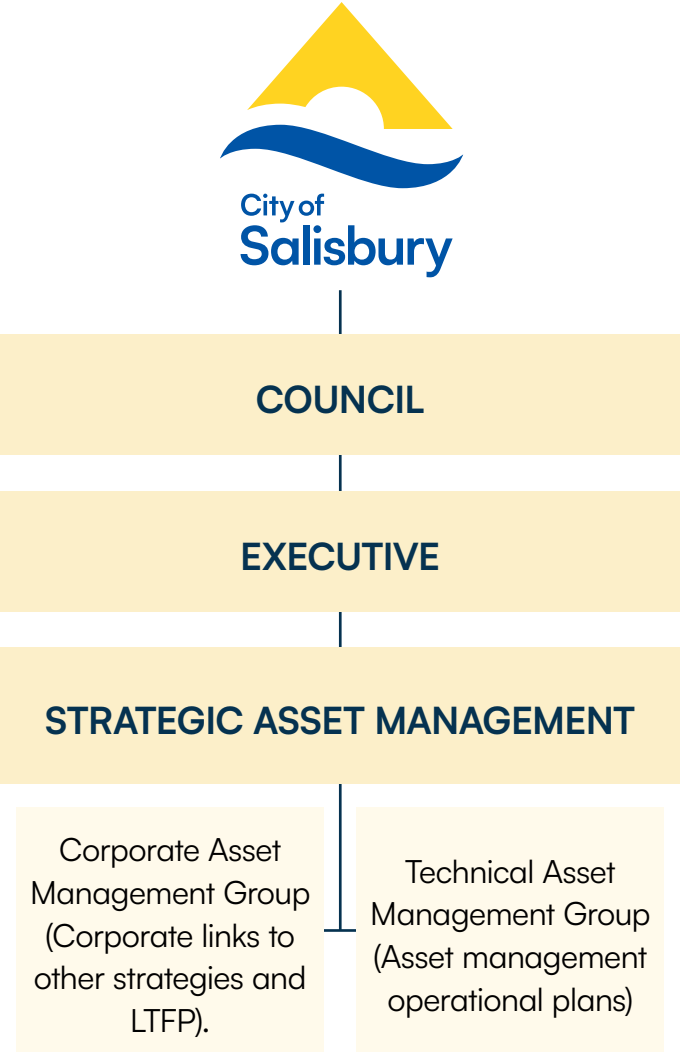 City of
Salisbury
COUNCIL
EXECUTIVE
STRATEGIC ASSET MANAGEMENT
Corporate Asset
Management Group
(Corporate links to
other strategies and
LTFP).
Technical Asset
Management Group
(Asset management
operational plans)